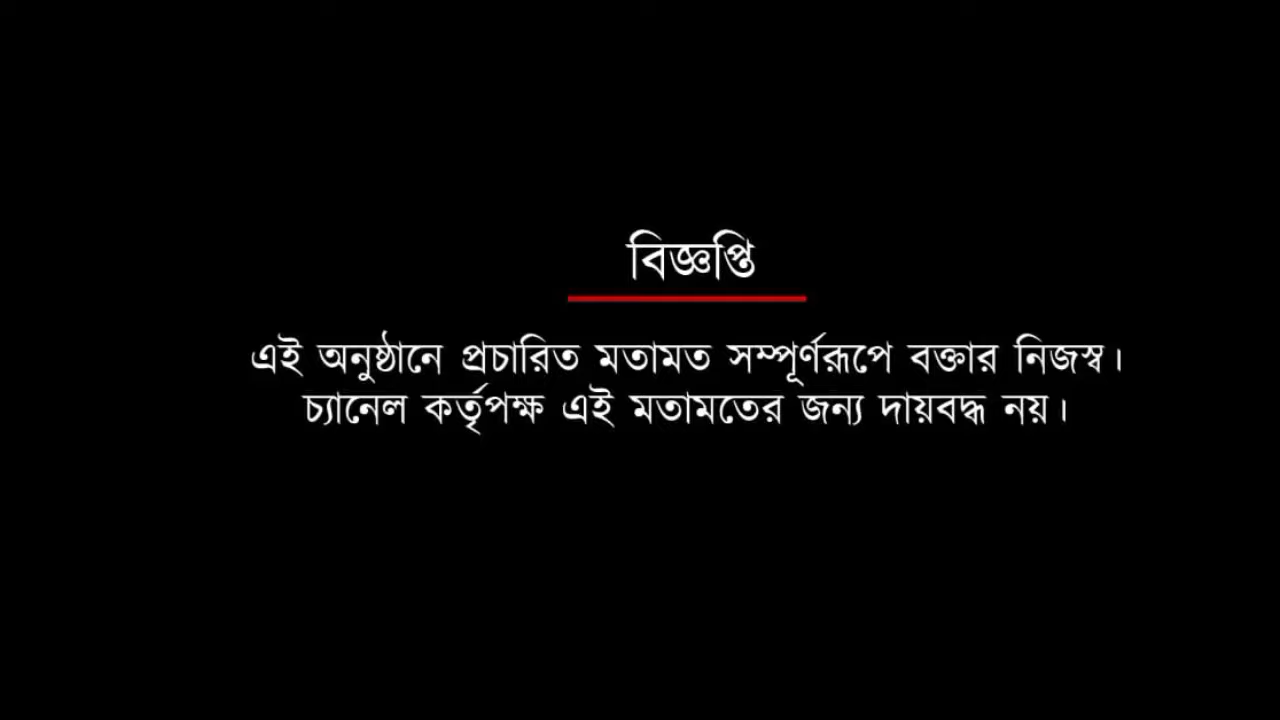 বিজ্ঞপ্তি
এই অনুষ্ঠানে প্রচারিত মতামত সম্পূর্ণরূপে বক্তার নিজস্ব।
চ্যানেল কর্তৃপক্ষ এই মতামতের জন্য দায়বদ্ধ নয়।